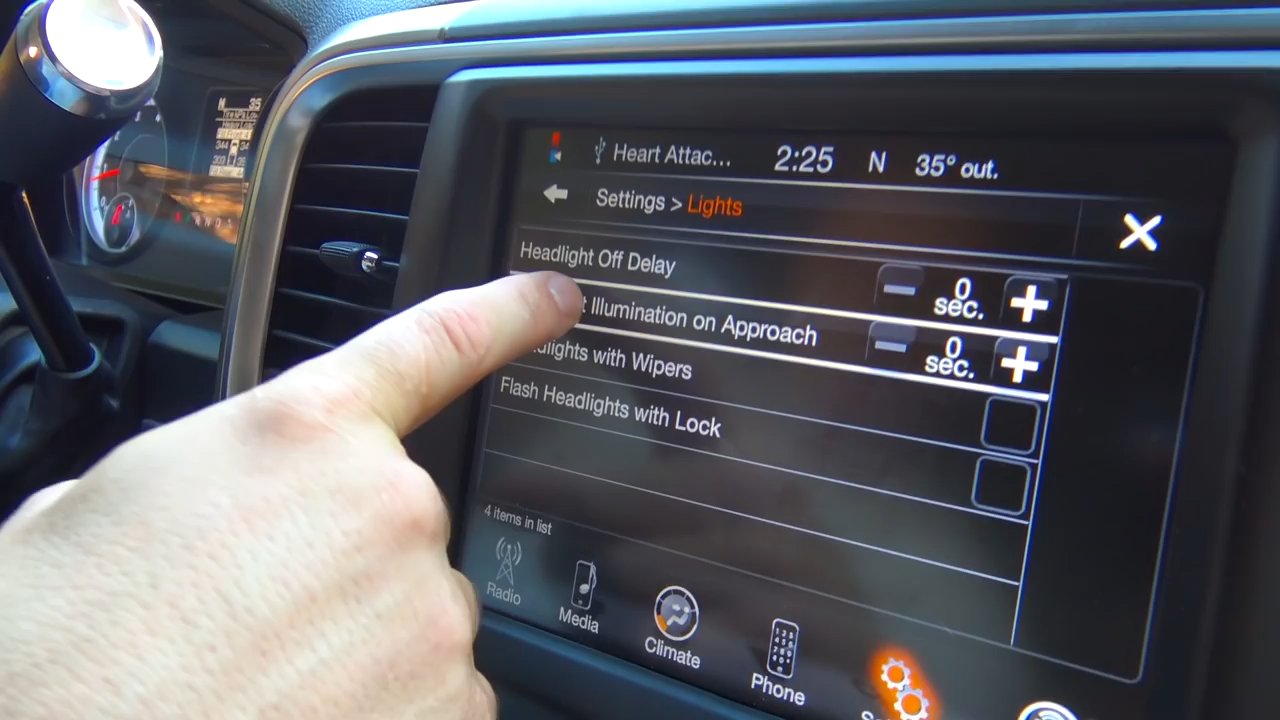 Heart Attac... 2:25 N 35° out.
Settings > Lights
Headlight Off Delay
0
sec.
Illumination on Approach
0
sec.
with Wipers
Flash Headlights with Lock
4 items in list
Radio
Media
Climate
Phone
N 35